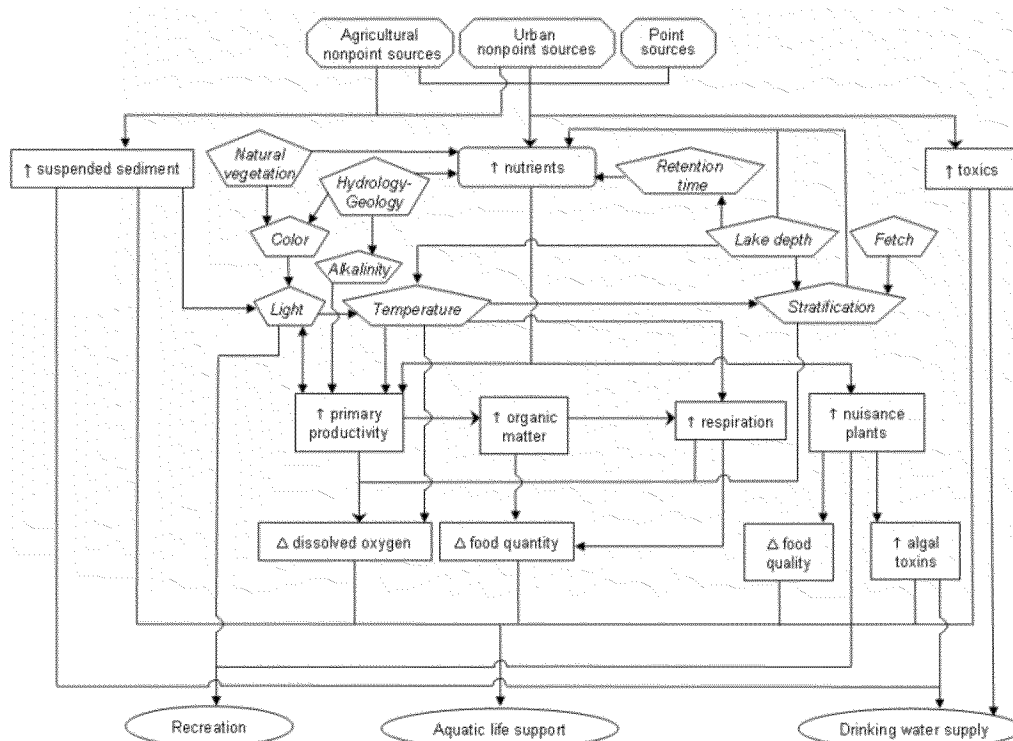 Agricultural
nonpoint sources
Urban
nonpoint sources
Point
sources
↑ suspended sediment
Natural
vegetation
Hydrology-
Geology
↑ nutrients
Retention
time
↑ toxics
Color
Alkalinity
Lake depth
Fetch
Light
Temperature
Stratification
↑ primary
productivity
↑ organic
matter
↑ respiration
↑ nuisance
plants
Δ dissolved oxygen
Δ food quantity
Δ food
quality
↑ algal
toxins
Recreation
Aquatic life support
Drinking water supply